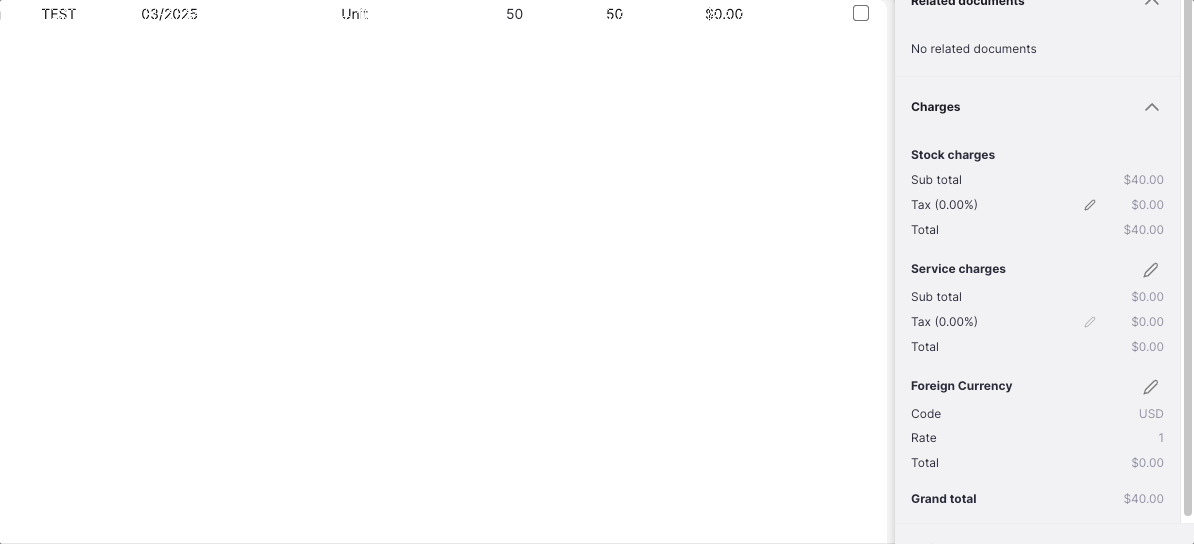 TEST 03/2025 Unit 50 50 $0.00
Related documents
No related documents
Charges
Stock charges
Sub total $40.00
Tax (0.00%) $0.00
Total $40.00
Service charges
Sub total $0.00
Tax (0.00%) $0.00
Total $0.00
Foreign Currency
Code USD
Rate 1
Total $0.00
Grand total $40.00